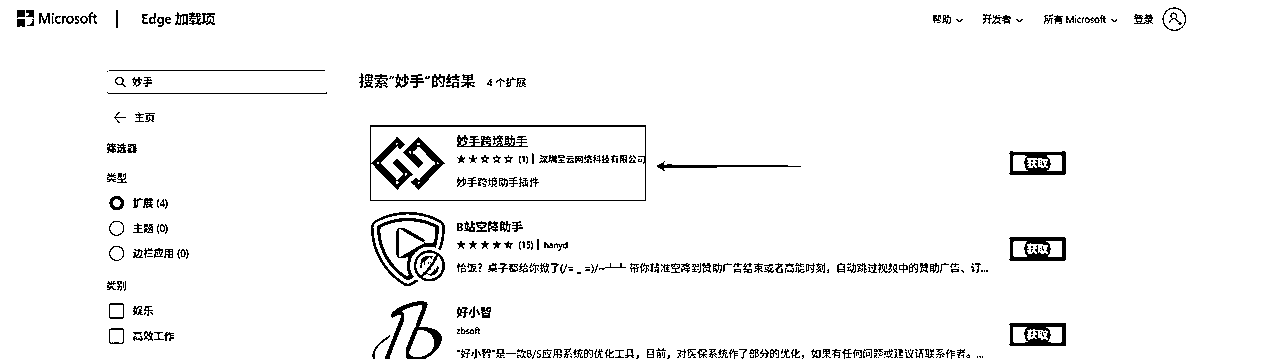 Microsoft | Edge 加载项
帮助 开发者 所有 Microsoft 登录
妙手
搜索"妙手"的结果 4 个扩展
主页
筛选器
类型
扩展 (4)
主题 (0)
边栏应用 (0)
类别
娱乐
高效工作
妙手跨境助手
(1) | 深圳至云网络科技有限公司
妙手跨境助手插件
获取
B站空降助手
(15) | hanyd
恰饭？桌子都给你掀了(/= _ =)/~┴┴ 带你精准空降到赞助广告结束或者高能时刻，自动跳过视频中的赞助广告、订...
获取
好小智
zbsoft
"好小智"是一款B/S应用系统的优化工具，目前，对医保系统作了部分的优化，如果有任何问题或建议请联系作者。...
获取